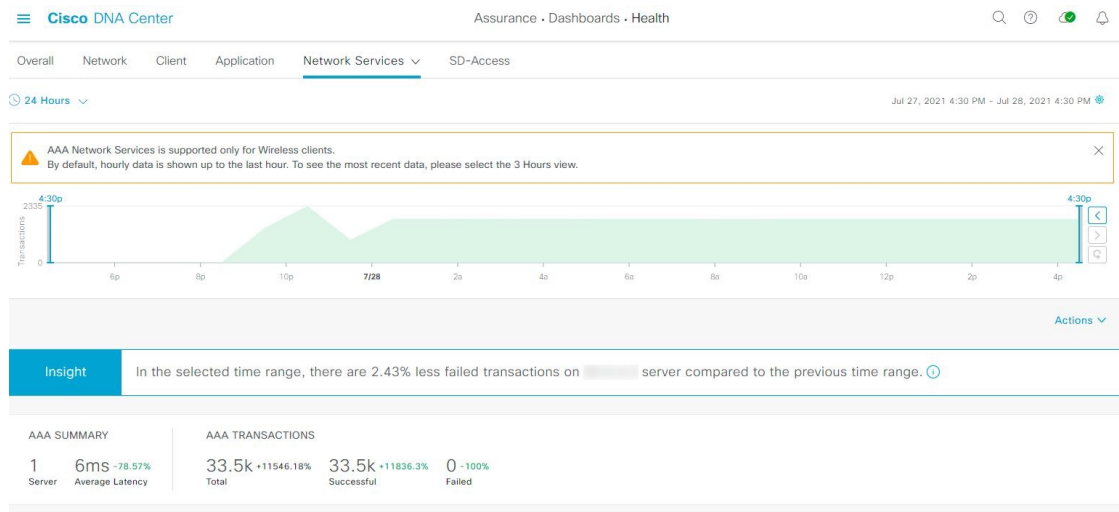 Cisco DNA Center
Assurance • Dashboards • Health
Overall Network Client Application Network Services SD-Access
24 Hours
Jul 27, 2021 4:30 PM - Jul 28, 2021 4:30 PM
AAA Network Services is supported only for Wireless clients.
By default, hourly data is shown up to the last hour. To see the most recent data, please select the 3 Hours view.
4:30p 4:30p
2335
Transactions
0
6p 8p 10p 7/28 2a 4a 6a 8a 10a 12p 2p 4p
Actions
Insight In the selected time range, there are 2.43% less failed transactions on server compared to the previous time range.
AAA SUMMARY AAA TRANSACTIONS
1 6ms -78.57% 33.5k +11546.18% 33.5k +11836.3% 0 -100%
Server Average Latency Total Successful Failed